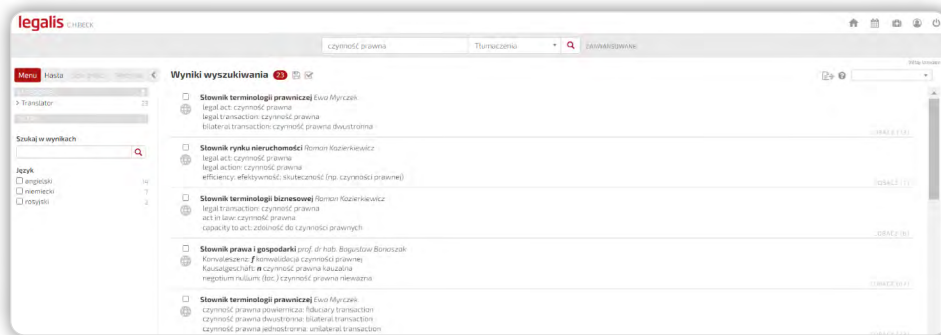 legalis C.H.BECK
czynność prawna
Tłumaczenia
ZAAWANSOWANE
Menu Hasła
Wyniki wyszukiwania 23
> Translator 23
Szukaj w wynikach
Język
angielski 14
niemiecki 7
rosyjski 2
Słownik terminologii prawniczej Ewa Myrczek
legal act: czynność prawna
legal transaction: czynność prawna
bilateral transaction: czynność prawna dwustronna
Słownik rynku nieruchomości Roman Kozierkiewicz
legal act: czynność prawna
legal action: czynność prawna
efficiency: efektywność; skuteczność (np. czynności prawnej)
Słownik terminologii biznesowej Roman Kozierkiewicz
legal transaction: czynność prawna
act in law: czynność prawna
capacity to act: zdolność do czynności prawnych
Słownik prawa i gospodarki prof. dr hab. Bogusław Banaszak
Konvaleszenz: f konwalidacja czynności prawnej
Kausalgeschäft: n czynność prawna kauzalna
negotium nullum: (łac.) czynność prawna nieważna
Słownik terminologii prawniczej Ewa Myrczek
czynność prawna powiernicza: fiduciary transaction
czynność prawna dwustronna: bilateral transaction
czynność prawna jednostronna: unilateral transaction